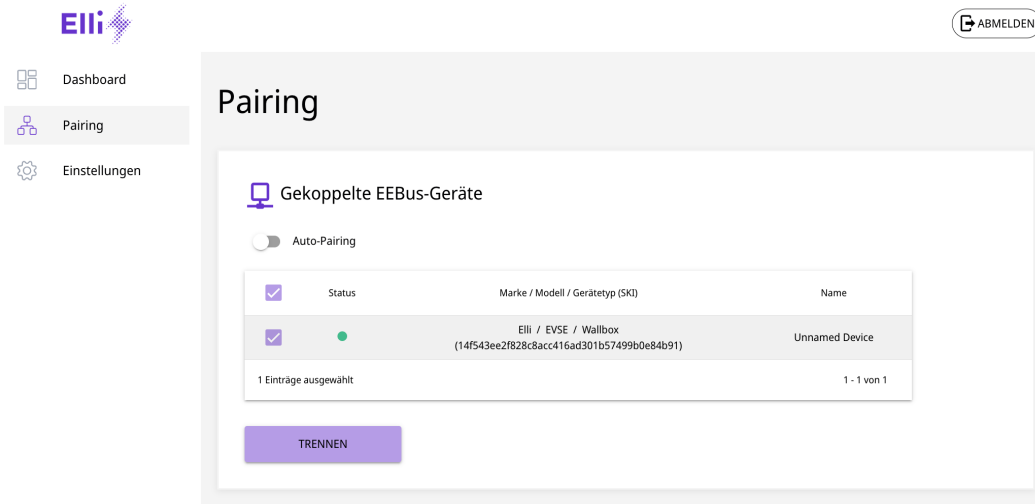 Elli
ABMELDEN
Dashboard
Pairing
Einstellungen
Pairing
Gekoppelte EEBus-Geräte
Auto-Pairing
Status Marke / Modell / Gerätetyp (SKI) Name
Elli / EVSE / Wallbox
(14f543ee2f828c8acc416ad301b57499b0e84b91)
Unnamed Device
1 Einträge ausgewählt 1 - 1 von 1
TRENNEN